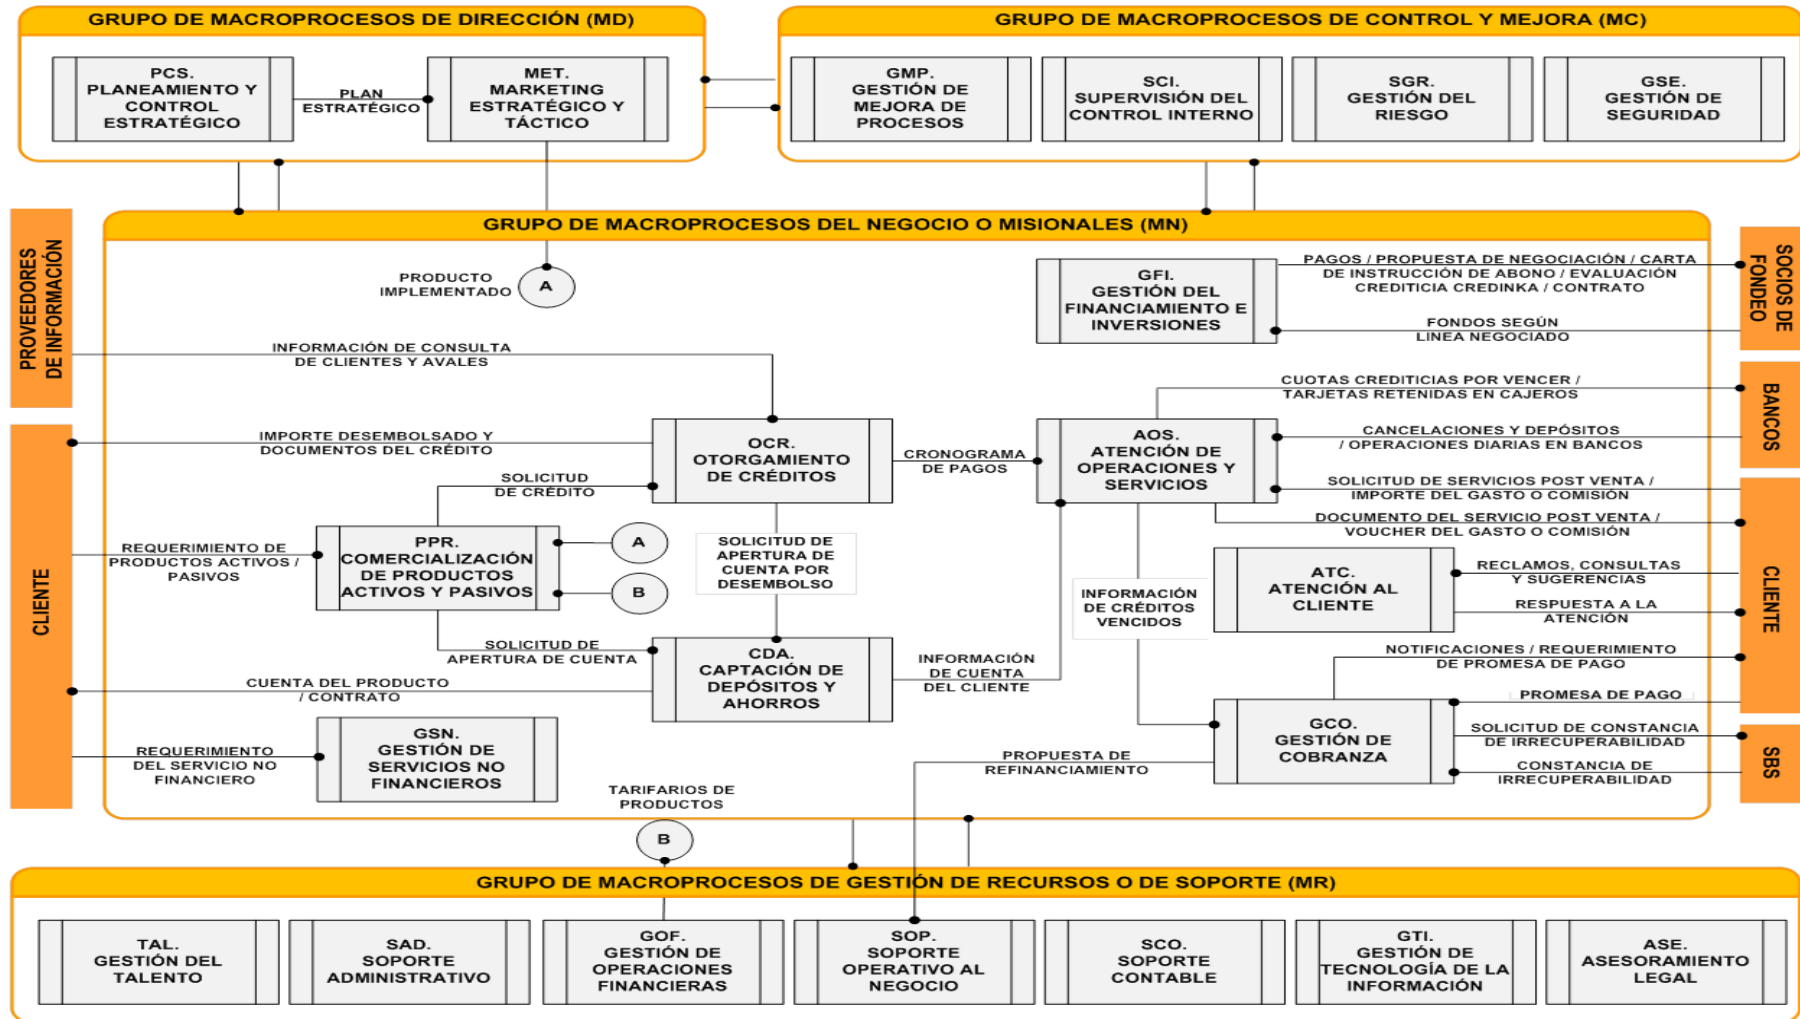 GRUPO DE MACROPROCESOS DE DIRECCIÓN (MD)
PCS.
PLANEAMIENTO Y
CONTROL
ESTRATÉGICO
PLAN
ESTRATÉGICO
MET.
MARKETING
ESTRATÉGICO Y
TÁCTICO
GRUPO DE MACROPROCESOS DE CONTROL Y MEJORA (MC)
GMP.
GESTIÓN DE
MEJORA DE
PROCESOS
SCI.
SUPERVISIÓN DEL
CONTROL INTERNO
SGR.
GESTIÓN DEL
RIESGO
GSE.
GESTIÓN DE
SEGURIDAD
GRUPO DE MACROPROCESOS DEL NEGOCIO O MISIONALES (MN)
PROVEEDORES
DE INFORMACIÓN
CLIENTE
PRODUCTO
IMPLEMENTADO
A
INFORMACIÓN DE CONSULTA
DE CLIENTES Y AVALES
IMPORTE DESEMBOLSADO Y
DOCUMENTOS DEL CRÉDITO
SOLICITUD
DE CRÉDITO
OCR.
OTORGAMIENTO
DE CRÉDITOS
CRONOGRAMA
DE PAGOS
REQUERIMIENTO DE
PRODUCTOS ACTIVOS /
PASIVOS
PPR.
COMERCIALIZACIÓN
DE PRODUCTOS
ACTIVOS Y PASIVOS
A
B
SOLICITUD DE
APERTURA DE
CUENTA POR
DESEMBOLSO
SOLICITUD DE
APERTURA DE CUENTA
CDA.
CAPTACIÓN DE
DEPÓSITOS Y
AHORROS
INFORMACIÓN
DE CUENTA
DEL CLIENTE
CUENTA DEL PRODUCTO
/ CONTRATO
REQUERIMIENTO
DEL SERVICIO NO
FINANCIERO
GSN.
GESTIÓN DE
SERVICIOS NO
FINANCIEROS
GFI.
GESTIÓN DEL
FINANCIAMIENTO E
INVERSIONES
PAGOS / PROPUESTA DE NEGOCIACIÓN / CARTA
DE INSTRUCCIÓN DE ABONO / EVALUACIÓN
CREDITICIA CREDINKA / CONTRATO
FONDOS SEGÚN
LINEA NEGOCIADO
SOCIOS DE
FONDEO
AOS.
ATENCIÓN DE
OPERACIONES Y
SERVICIOS
CUOTAS CREDITICIAS POR VENCER /
TARJETAS RETENIDAS EN CAJEROS
CANCELACIONES Y DEPÓSITOS
/ OPERACIONES DIARIAS EN BANCOS
BANCOS
SOLICITUD DE SERVICIOS POST VENTA /
IMPORTE DEL GASTO O COMISIÓN
DOCUMENTO DEL SERVICIO POST VENTA /
VOUCHER DEL GASTO O COMISIÓN
INFORMACIÓN
DE CRÉDITOS
VENCIDOS
ATC.
ATENCIÓN AL
CLIENTE
RECLAMOS, CONSULTAS
Y SUGERENCIAS
RESPUESTA A LA
ATENCIÓN
CLIENTE
NOTIFICACIONES / REQUERIMIENTO
DE PROMESA DE PAGO
PROMESA DE PAGO
GCO.
GESTIÓN DE
COBRANZA
SOLICITUD DE CONSTANCIA
DE IRRECUPERABILIDAD
CONSTANCIA DE
IRRECUPERABILIDAD
SBS
PROPUESTA DE
REFINANCIAMIENTO
TARIFARIOS DE
PRODUCTOS
B
GRUPO DE MACROPROCESOS DE GESTIÓN DE RECURSOS O DE SOPORTE (MR)
TAL.
GESTIÓN DEL
TALENTO
SAD.
SOPORTE
ADMINISTRATIVO
GOF.
GESTIÓN DE
OPERACIONES
FINANCIERAS
SOP.
SOPORTE
OPERATIVO AL
NEGOCIO
SCO.
SOPORTE
CONTABLE
GTI.
GESTIÓN DE
TECNOLOGÍA DE LA
INFORMACIÓN
ASE.
ASESORAMIENTO
LEGAL